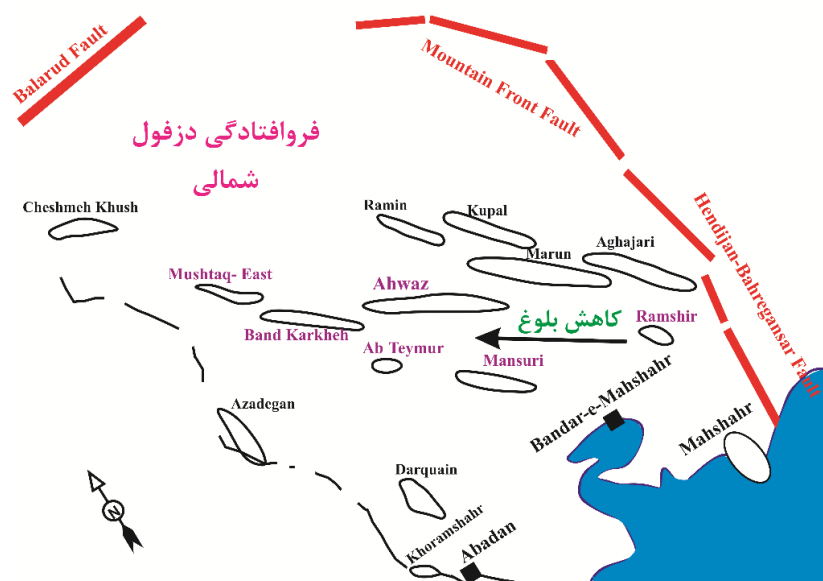 Balarud Fault
Mountain Front Fault
فروافتادگی دزفول
شمالی
Hendijan-Bahregansar Fault
Cheshmeh Khush
Ramin
Kupal
Marun
Aghajari
Mushtaq- East
Ahwaz
Band Karkheh
کاهش بلوغ
Ramshir
Ab Teymur
Mansuri
Azadegan
Bandar-e-Mahshahr
Mahshahr
Darquain
Khoramshahr
Abadan
N